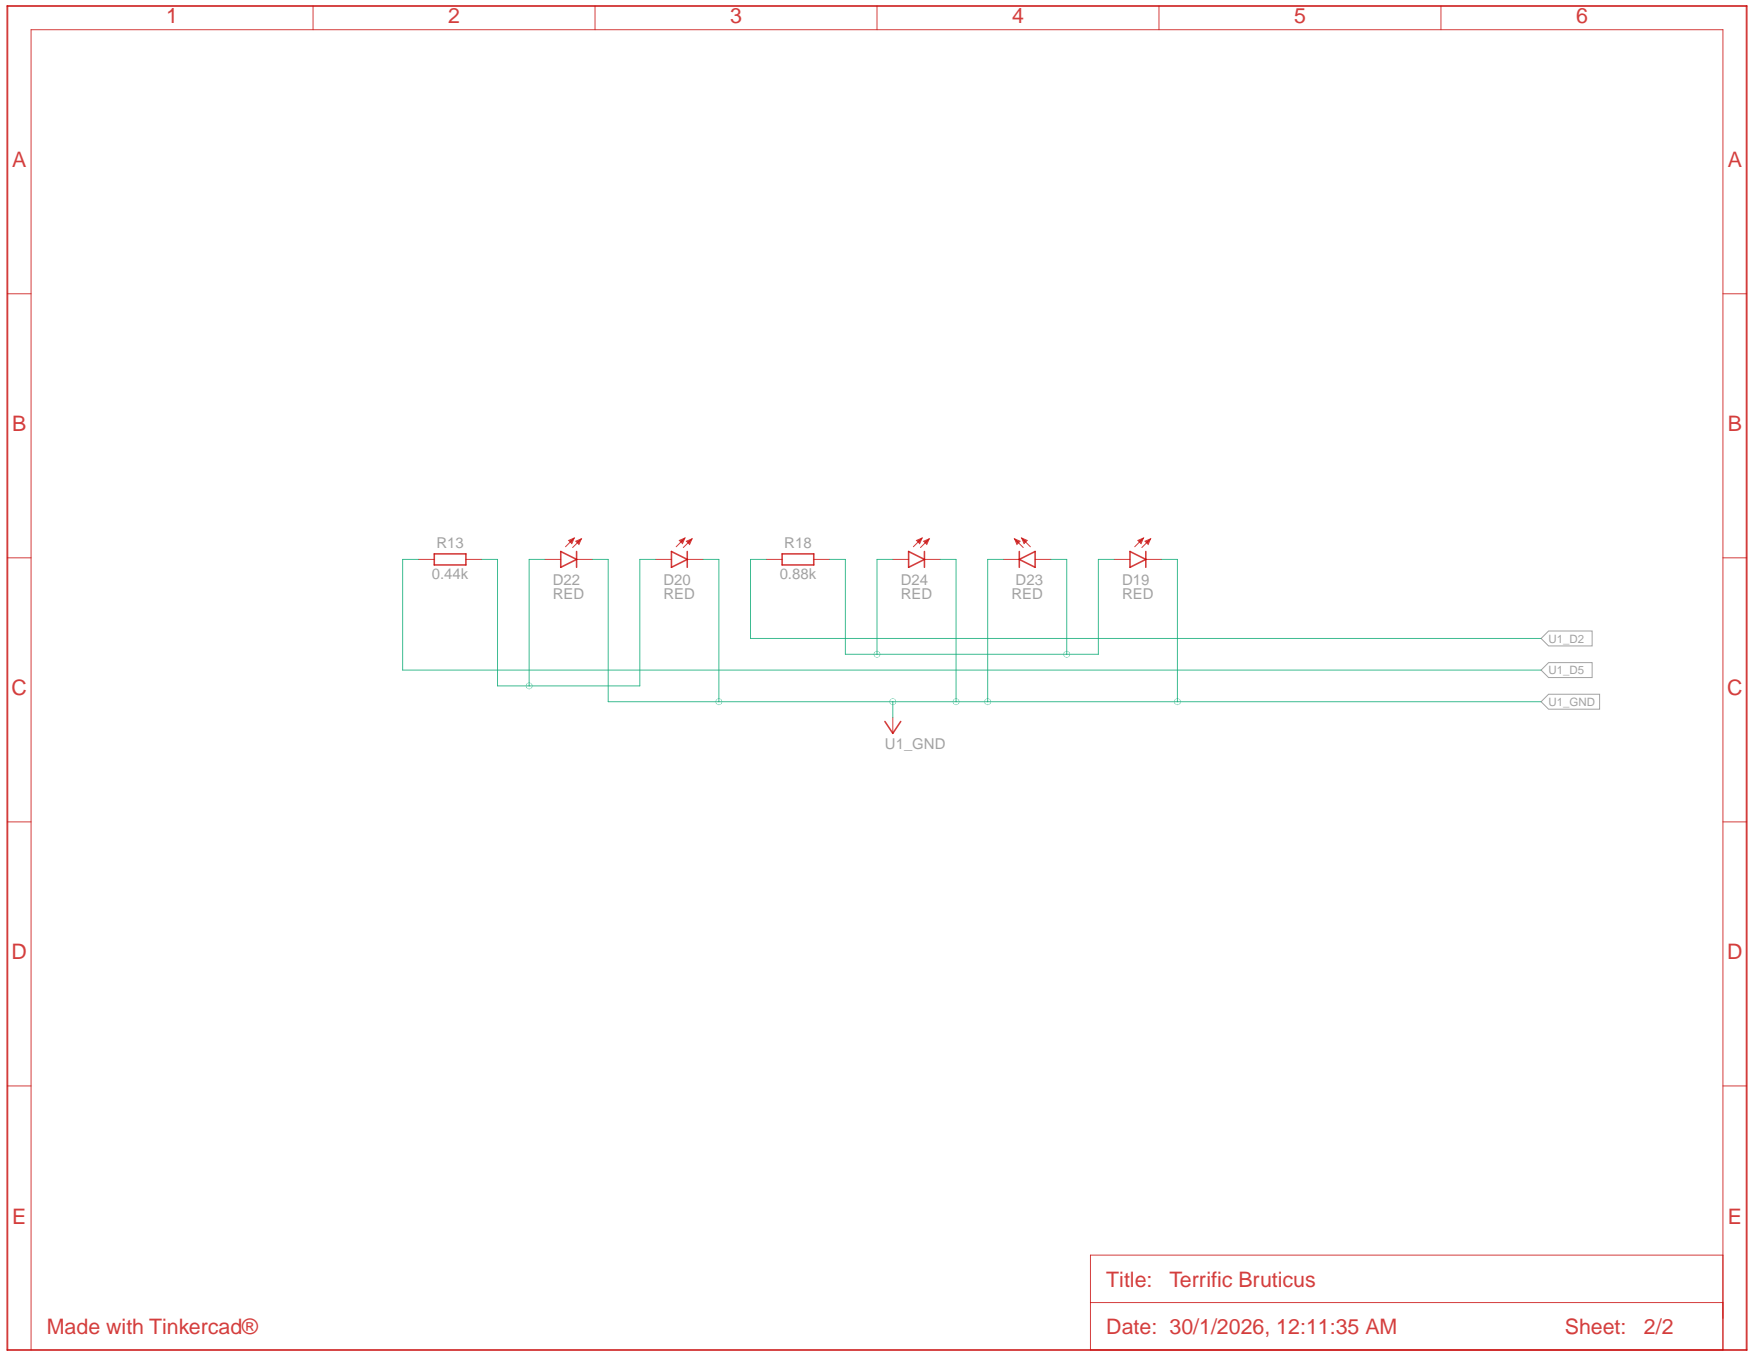 1 2 3 4 5 6
A A
B B
R13 R18
0.44k D22 D20 0.88k D24 D23 D19
RED RED RED RED RED
U1_D2
U1_D5
C C
U1_GND
U1_GND
D D
E E
Title: Terrific Bruticus
Made with Tinkercad® Date: 30/1/2026, 12:11:35 AM Sheet: 2/2